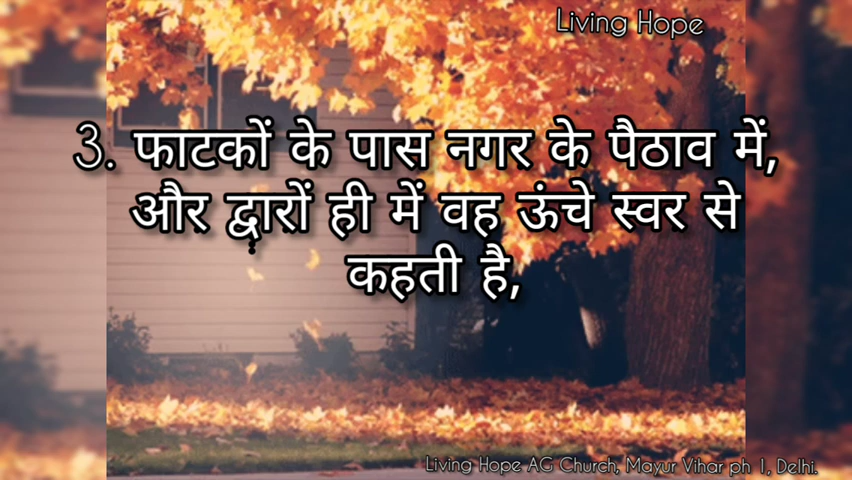 Living Hope
3. फाटकों के पास नगर के पैठाव में,
और द्वारों ही में वह ऊंचे स्वर से
कहती है,
Living Hope AG Church, Mayur Vihar ph 1, Delhi.